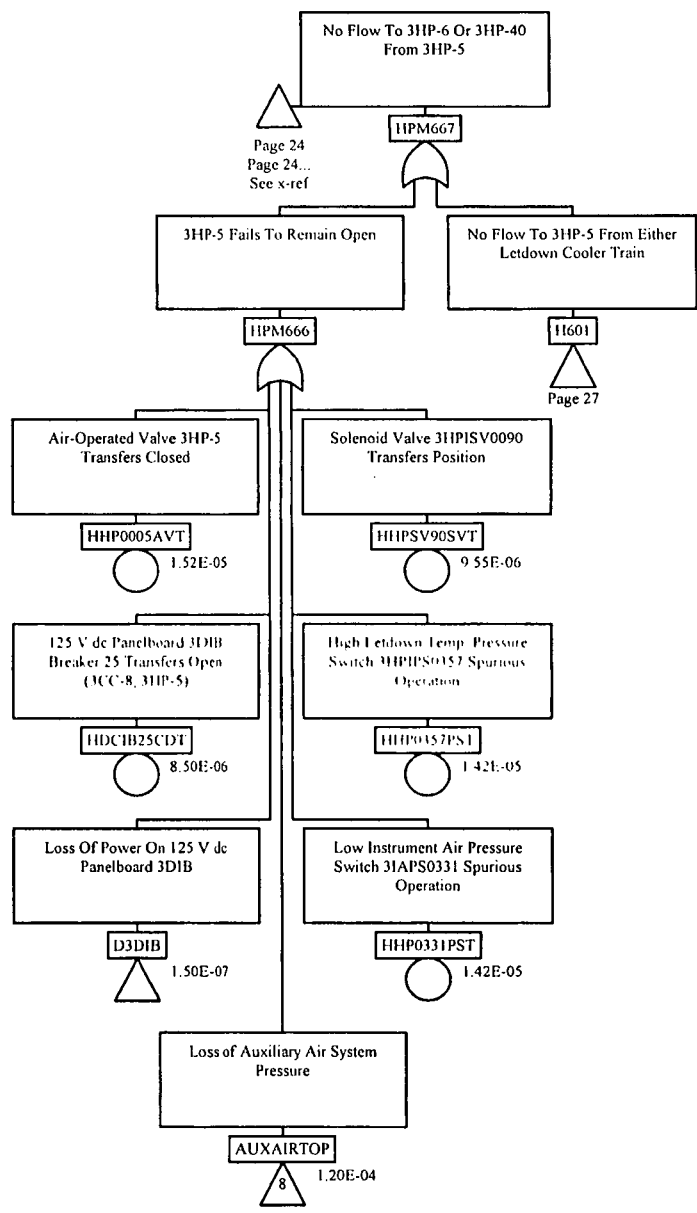 No Flow To 3HP-6 Or 3HP-40
From 3HP-5
HPM667
Page 24
Page 24...
See x-ref
3HP-5 Fails To Remain Open
HPM666
No Flow To 3HP-5 From Either
Letdown Cooler Train
H601
Page 27
Air-Operated Valve 3HP-5
Transfers Closed
HHP0005AVT
1.52E-05
Solenoid Valve 3HPISV0090
Transfers Position
HHPSV90SVT
9.55E-06
125 V dc Panelboard 3DIB
Breaker 25 Transfers Open
(3CC-8, 3HP-5)
HDCIB25CDT
8.50E-06
High Letdown Temp. Pressure
Switch 3HPIPS0357 Spurious
Operation
HHP0357PST
1.42E-05
Loss Of Power On 125 V dc
Panelboard 3DIB
D3DIB
1.50E-07
Low Instrument Air Pressure
Switch 3IAPS0331 Spurious
Operation
HHP0331PST
1.42E-05
Loss of Auxiliary Air System
Pressure
AUXAIRTOP
8
1.20E-04